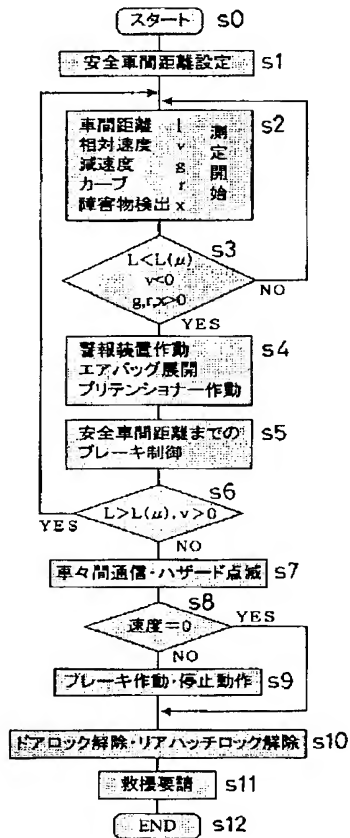 スタート s0
安全車間距離設定 s1
s2
車間距離 l
相対速度 v
減速度 g
カーブ r
障害物検出 x
測定開始
s3
L<L(μ)
v<0
g,r,x>0
NO
YES
警報装置作動 s4
エアバッグ展開
プリテンショナー作動
安全車間距離までの s5
ブレーキ制御
s6
L>L(μ),v>0
YES
NO
車々間通信・ハザード点滅 s7
s8
速度=0
YES
NO
ブレーキ作動・停止動作 s9
ドアロック解除・リアハッチロック解除 s10
救援要請 s11
END s12